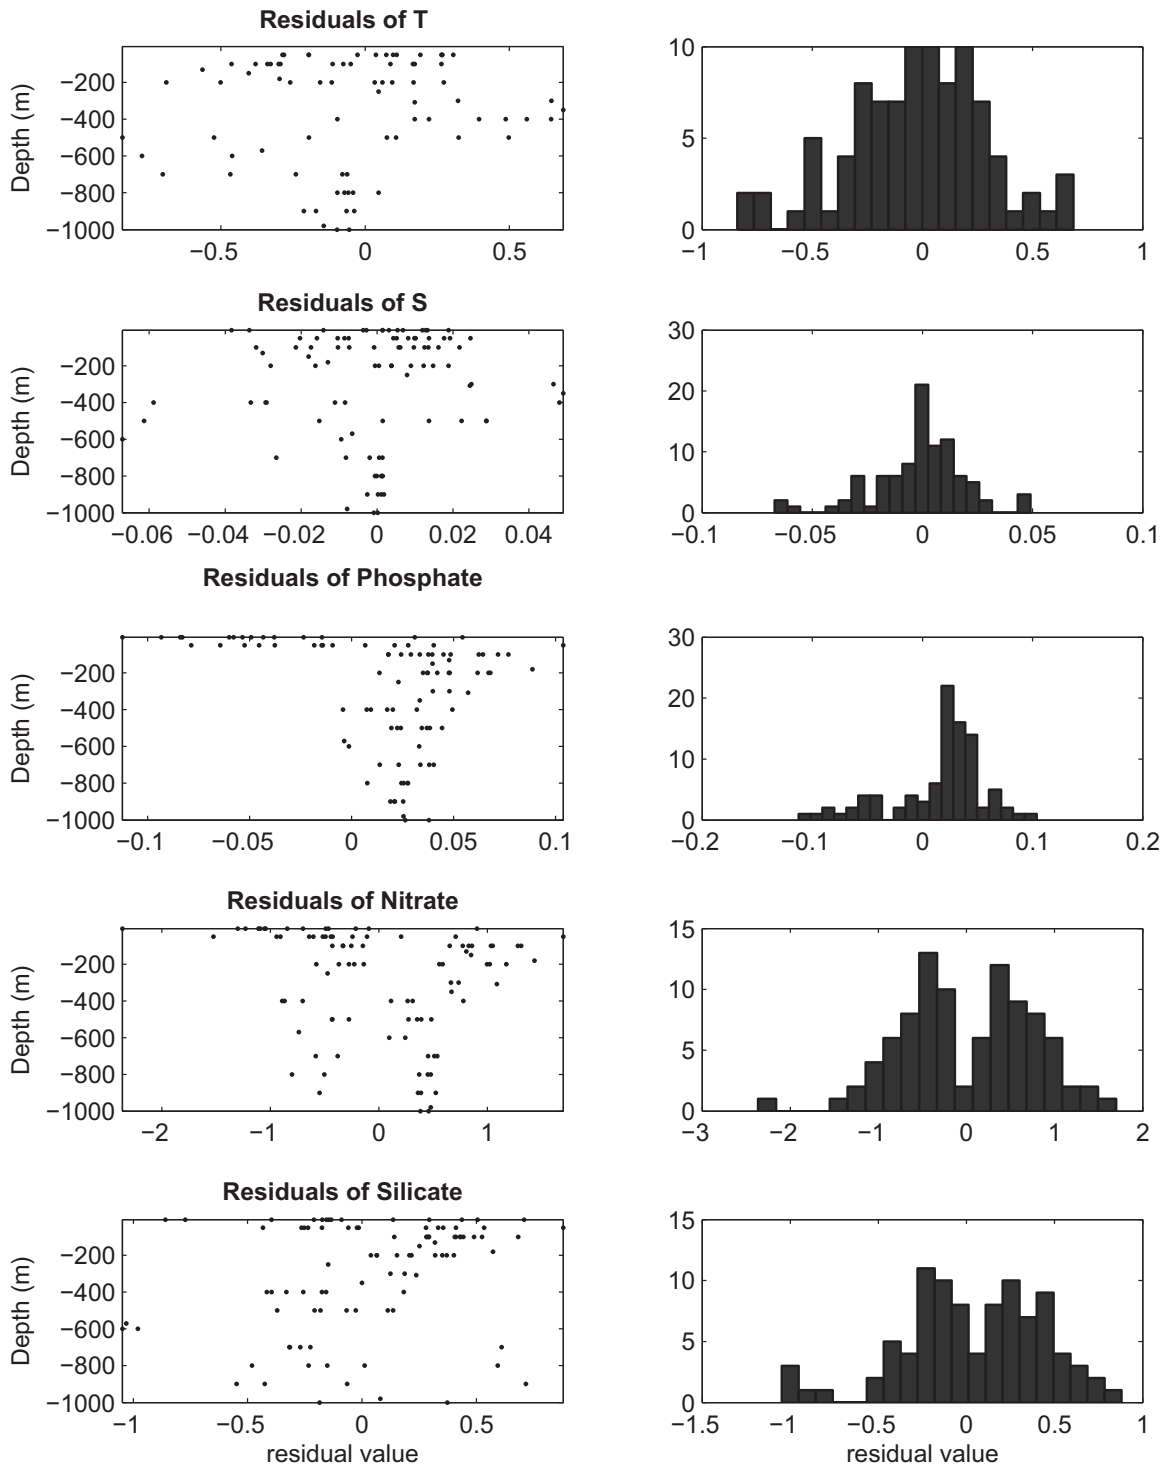 Residuals of T
Depth (m)
−200
−400
−600
−800
−1000
−0.5 0 0.5
10
5
0
−1 −0.5 0 0.5 1
Residuals of S
Depth (m)
−200
−400
−600
−800
−1000
−0.06 −0.04 −0.02 0 0.02 0.04
30
20
10
0
−0.1 −0.05 0 0.05 0.1
Residuals of Phosphate
Depth (m)
−200
−400
−600
−800
−1000
−0.1 −0.05 0 0.05 0.1
30
20
10
0
−0.2 −0.1 0 0.1 0.2
Residuals of Nitrate
Depth (m)
−200
−400
−600
−800
−1000
−2 −1 0 1
15
10
5
0
−3 −2 −1 0 1 2
Residuals of Silicate
Depth (m)
−200
−400
−600
−800
−1000
−1 −0.5 0 0.5
residual value
15
10
5
0
−1.5 −1 −0.5 0 0.5 1
residual value